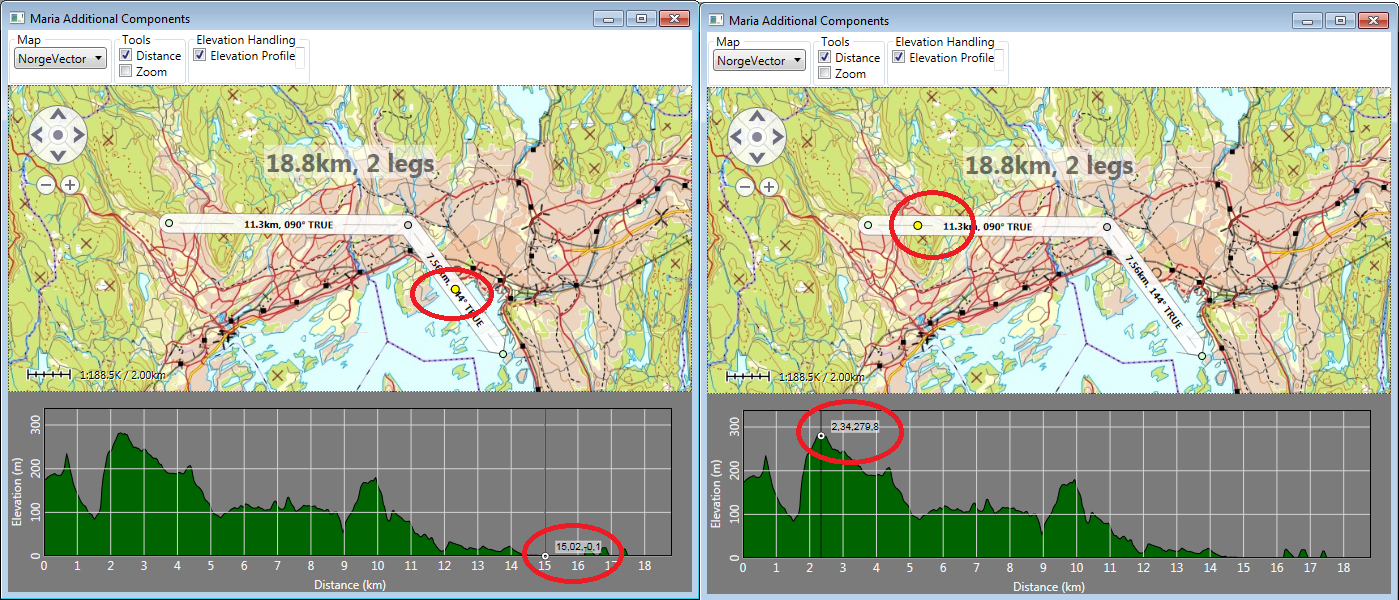 Maria Additional Components
Map
Tools
Elevation Handling
NorgeVector
Distance
Elevation Profile
Zoom
18.8km, 2 legs
11.3km, 090° TRUE
7.56km, 144° TRUE
1:188.5K / 2.00km
Elevation (m)
300
200
100
0
15,02,-0,1
0 1 2 3 4 5 6 7 8 9 10 11 12 13 14 15 16 17 18
Distance (km)
Maria Additional Components
Map
Tools
Elevation Handling
NorgeVector
Distance
Elevation Profile
Zoom
18.8km, 2 legs
11.3km, 090° TRUE
7.56km, 144° TRUE
1:188.5K / 2.00km
Elevation (m)
300
200
100
0
2,34,279,8
0 1 2 3 4 5 6 7 8 9 10 11 12 13 14 15 16 17 18
Distance (km)